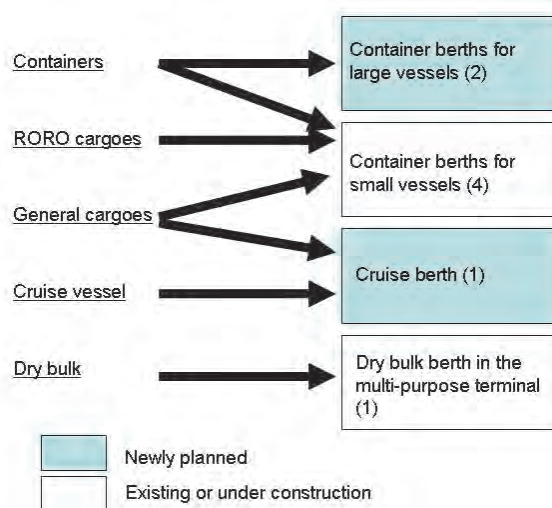 Containers
Container berths for
large vessels (2)
RORO cargoes
Container berths for
small vessels (4)
General cargoes
Cruise berth (1)
Cruise vessel
Dry bulk
Dry bulk berth in the
multi-purpose terminal
(1)
Newly planned
Existing or under construction